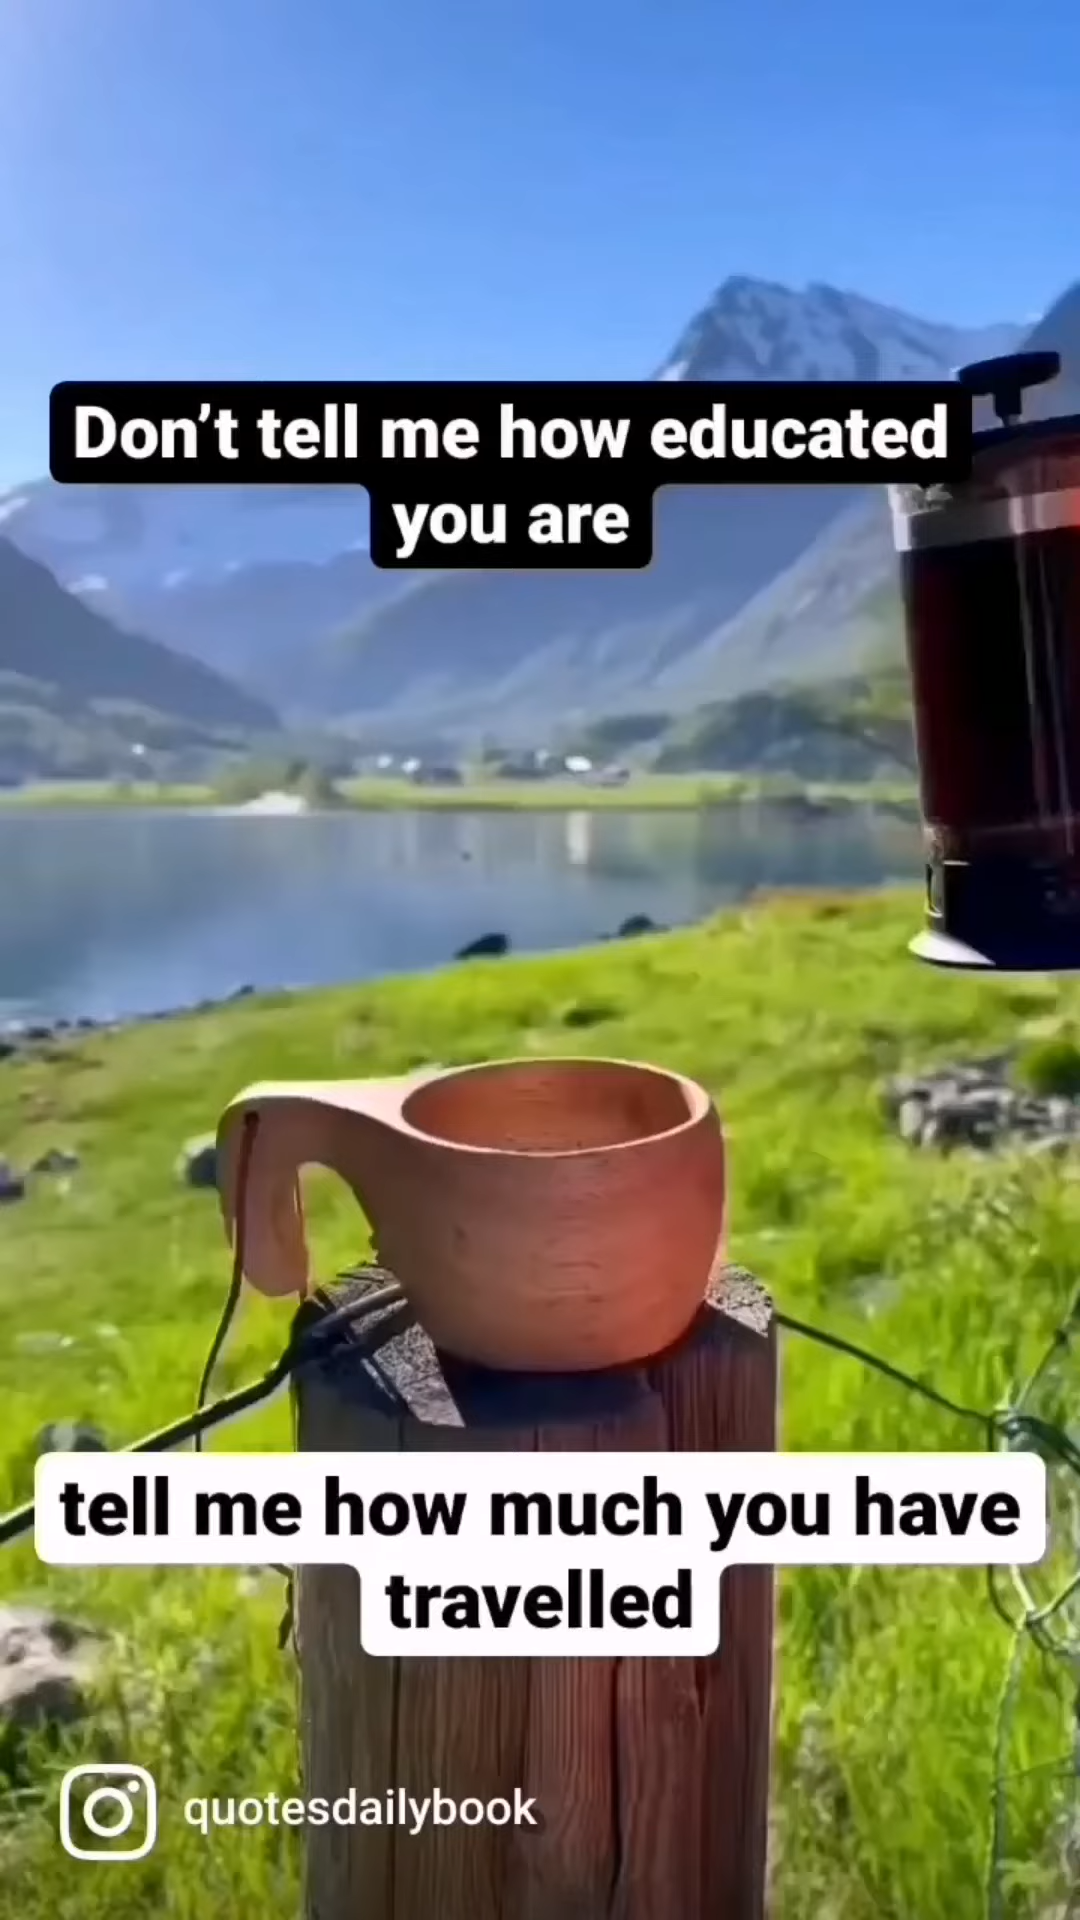 Don’t tell me how educated
you are
tell me how much you have
travelled
quotesdailybook